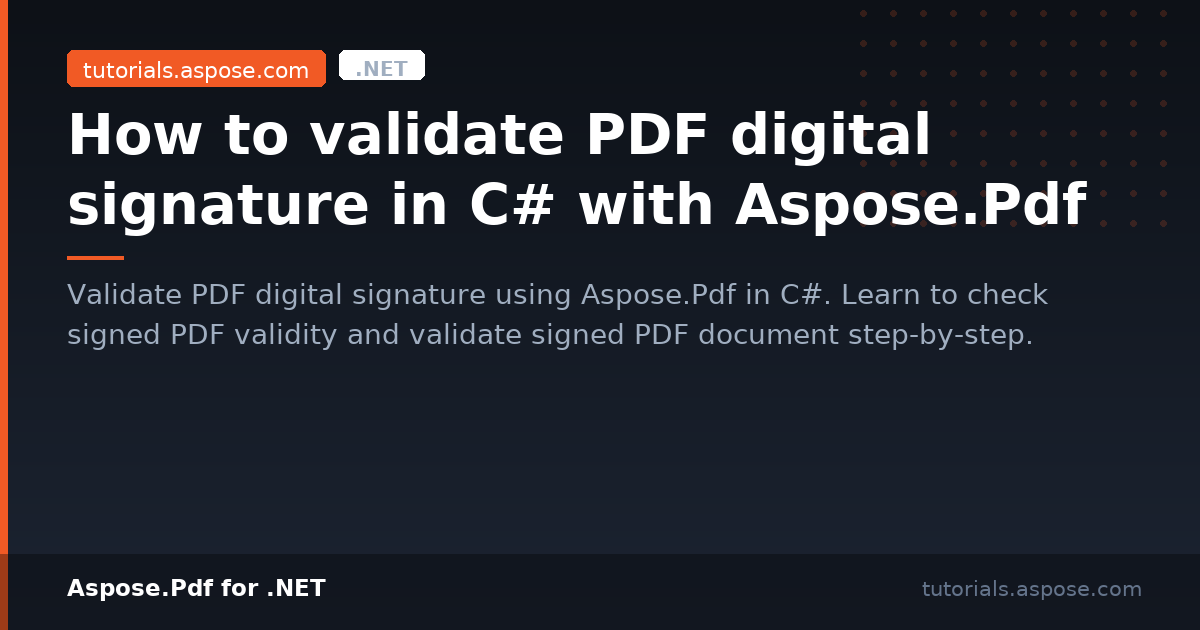 tutorials.aspose.com
.NET
How to validate PDF digital
signature in C# with Aspose.Pdf
Validate PDF digital signature using Aspose.Pdf in C#. Learn to check
signed PDF validity and validate signed PDF document step-by-step.
Aspose.Pdf for .NET
tutorials.aspose.com